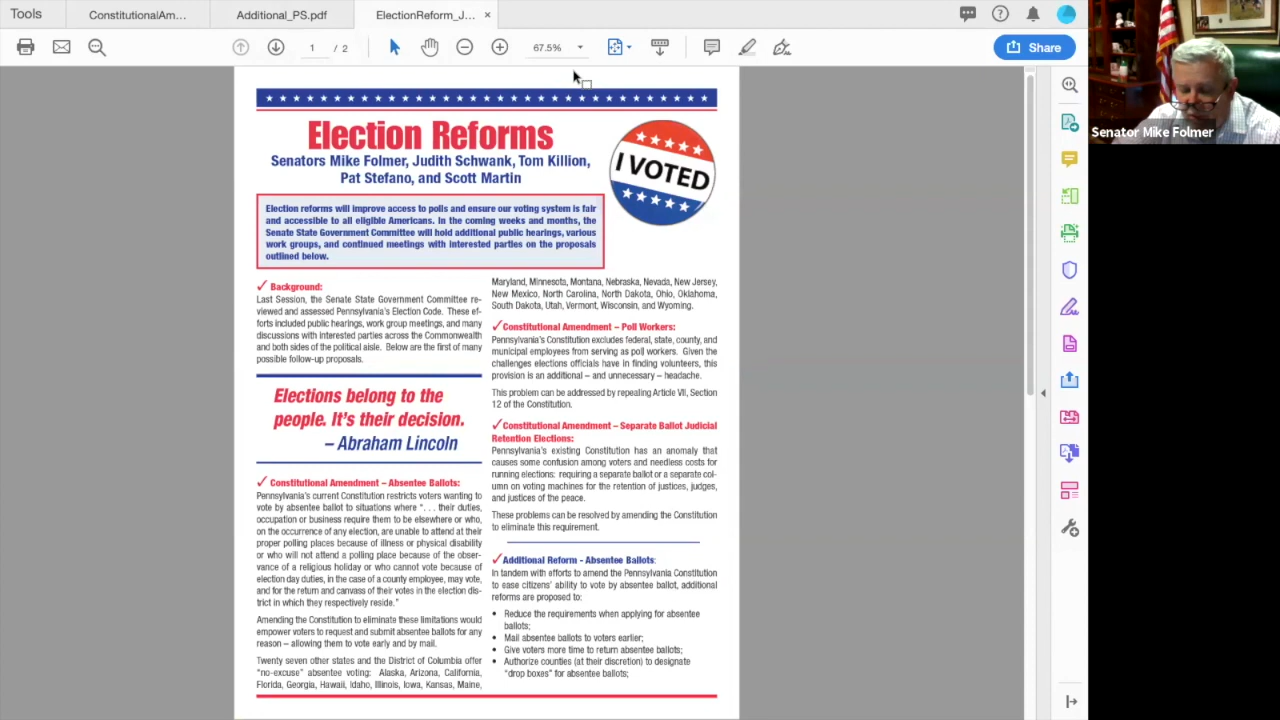 Tools
ConstitutionalAm...
Additional_PS.pdf
ElectionReform_J...
×
1 / 2
67.5%
Share
Senator Mike Folmer
Election Reforms
Senators Mike Folmer, Judith Schwank, Tom Killion,
Pat Stefano, and Scott Martin
I VOTED
Election reforms will improve access to polls and ensure our voting system is fair
and accessible to all eligible Americans. In the coming weeks and months, the
Senate State Government Committee will hold additional public hearings, various
work groups, and continued meetings with interested parties on the proposals
outlined below.
✓ Background:
Last Session, the Senate State Government Committee re-
viewed and assessed Pennsylvania's Election Code. These ef-
forts included public hearings, work group meetings, and many
discussions with interested parties across the Commonwealth
and both sides of the political aisle. Below are the first of many
possible follow-up proposals.
Elections belong to the
people. It's their decision.
– Abraham Lincoln
✓ Constitutional Amendment – Absentee Ballots:
Pennsylvania's current Constitution restricts voters wanting to
vote by absentee ballot to situations where “. . . their duties,
occupation or business require them to be elsewhere or who,
on the occurrence of any election, are unable to attend at their
proper polling places because of illness or physical disability
or who will not attend a polling place because of the obser-
vance of a religious holiday or who cannot vote because of
election day duties, in the case of a county employee, may vote,
and for the return and canvass of their votes in the election dis-
trict in which they respectively reside.”
Amending the Constitution to eliminate these limitations would
empower voters to request and submit absentee ballots for any
reason – allowing them to vote early and by mail.
Twenty seven other states and the District of Columbia offer
“no-excuse” absentee voting: Alaska, Arizona, California,
Florida, Georgia, Hawaii, Idaho, Illinois, Iowa, Kansas, Maine,
Maryland, Minnesota, Montana, Nebraska, Nevada, New Jersey,
New Mexico, North Carolina, North Dakota, Ohio, Oklahoma,
South Dakota, Utah, Vermont, Wisconsin, and Wyoming.
✓Constitutional Amendment – Poll Workers:
Pennsylvania's Constitution excludes federal, state, county, and
municipal employees from serving as poll workers. Given the
challenges elections officials have in finding volunteers, this
provision is an additional – and unnecessary – headache.
This problem can be addressed by repealing Article VII, Section
12 of the Constitution.
✓Constitutional Amendment – Separate Ballot Judicial
Retention Elections:
Pennsylvania's existing Constitution has an anomaly that
causes some confusion among voters and needless costs for
running elections: requiring a separate ballot or a separate col-
umn on voting machines for the retention of justices, judges,
and justices of the peace.
These problems can be resolved by amending the Constitution
to eliminate this requirement.
✓Additional Reform - Absentee Ballots:
In tandem with efforts to amend the Pennsylvania Constitution
to ease citizens' ability to vote by absentee ballot, additional
reforms are proposed to:
• Reduce the requirements when applying for absentee
ballots;
• Mail absentee ballots to voters earlier;
• Give voters more time to return absentee ballots;
• Authorize counties (at their discretion) to designate
“drop boxes” for absentee ballots;